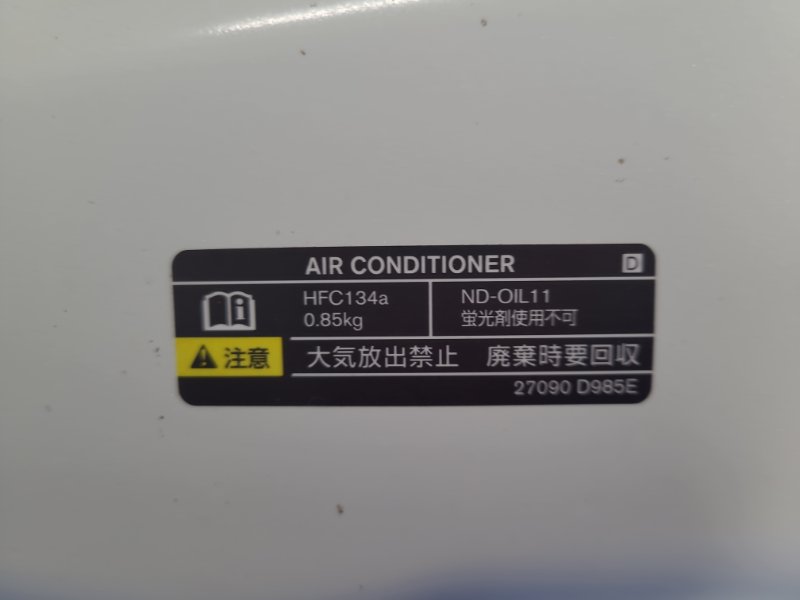 AIR CONDITIONER D
HFC134a
0.85kg
ND-OIL11
蛍光剤使用不可
注意 大気放出禁止 廃棄時要回収
27090 D985E